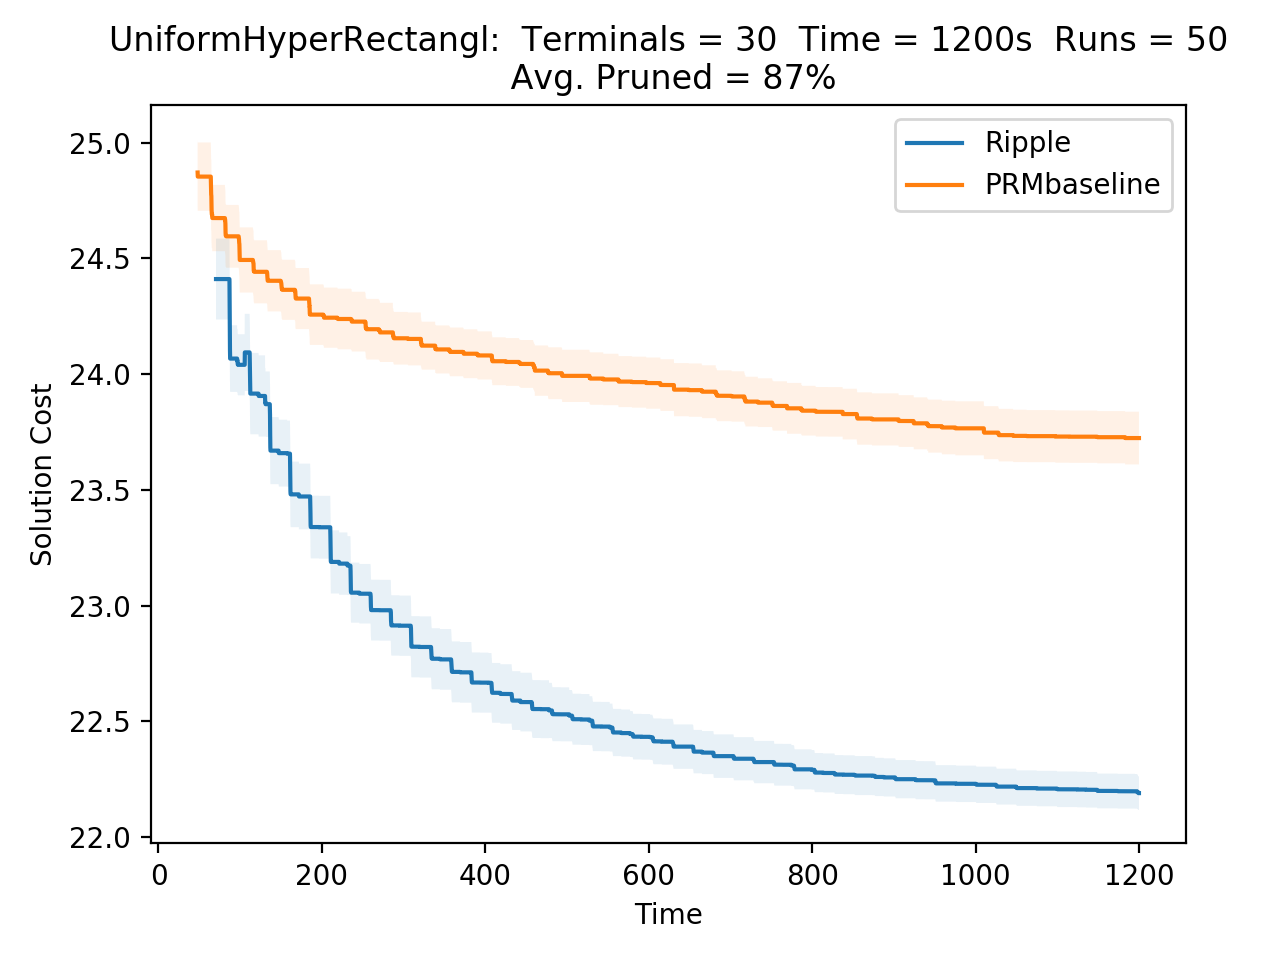 UniformHyperRectangl: Terminals = 30 Time = 1200s Runs = 50
Avg. Pruned = 87%
Ripple
PRMbaseline
25.0
24.5
24.0
23.5
23.0
22.5
22.0
Solution Cost
0 200 400 600 800 1000 1200
Time